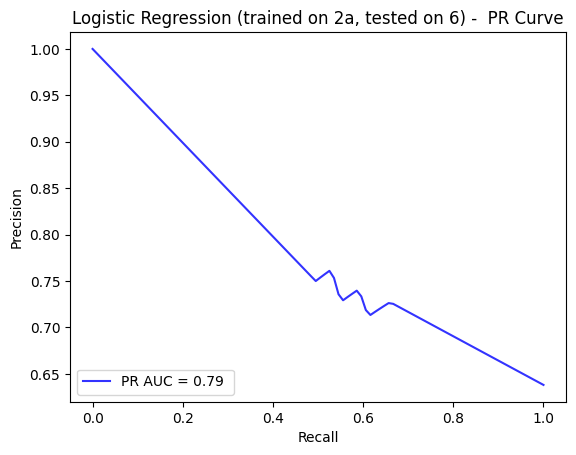 Logistic Regression (trained on 2a, tested on 6) -  PR Curve
1.00
0.95
0.90
0.85
0.80
0.75
0.70
0.65
Precision
PR AUC = 0.79
0.0 0.2 0.4 0.6 0.8 1.0
Recall